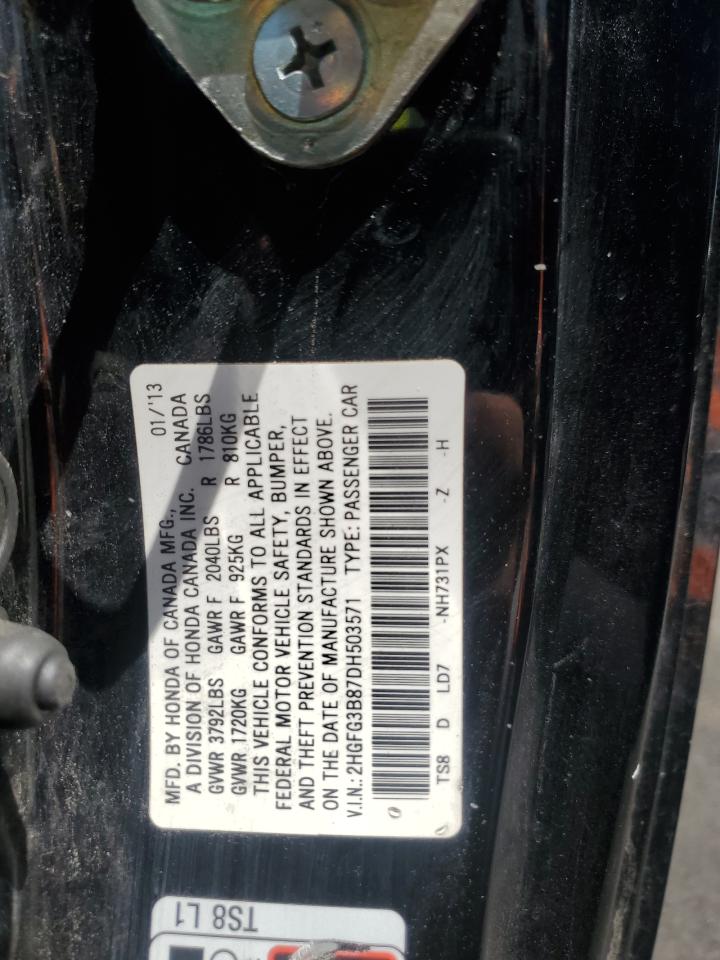 MFD. BY HONDA OF CANADA MFG., 01/'13
A DIVISION OF HONDA CANADA INC. CANADA
GVWR 3792LBS GAWR F 2040LBS R 1786LBS
GVWR 1720KG GAWR F 925KG R 810KG
THIS VEHICLE CONFORMS TO ALL APPLICABLE
FEDERAL MOTOR VEHICLE SAFETY, BUMPER,
AND THEFT PREVENTION STANDARDS IN EFFECT
ON THE DATE OF MANUFACTURE SHOWN ABOVE.
V.I.N.: 2HGFG3B87DH503571 TYPE: PASSENGER CAR
TS8 D LD7 -NH731PX -Z -H
TS8 L1